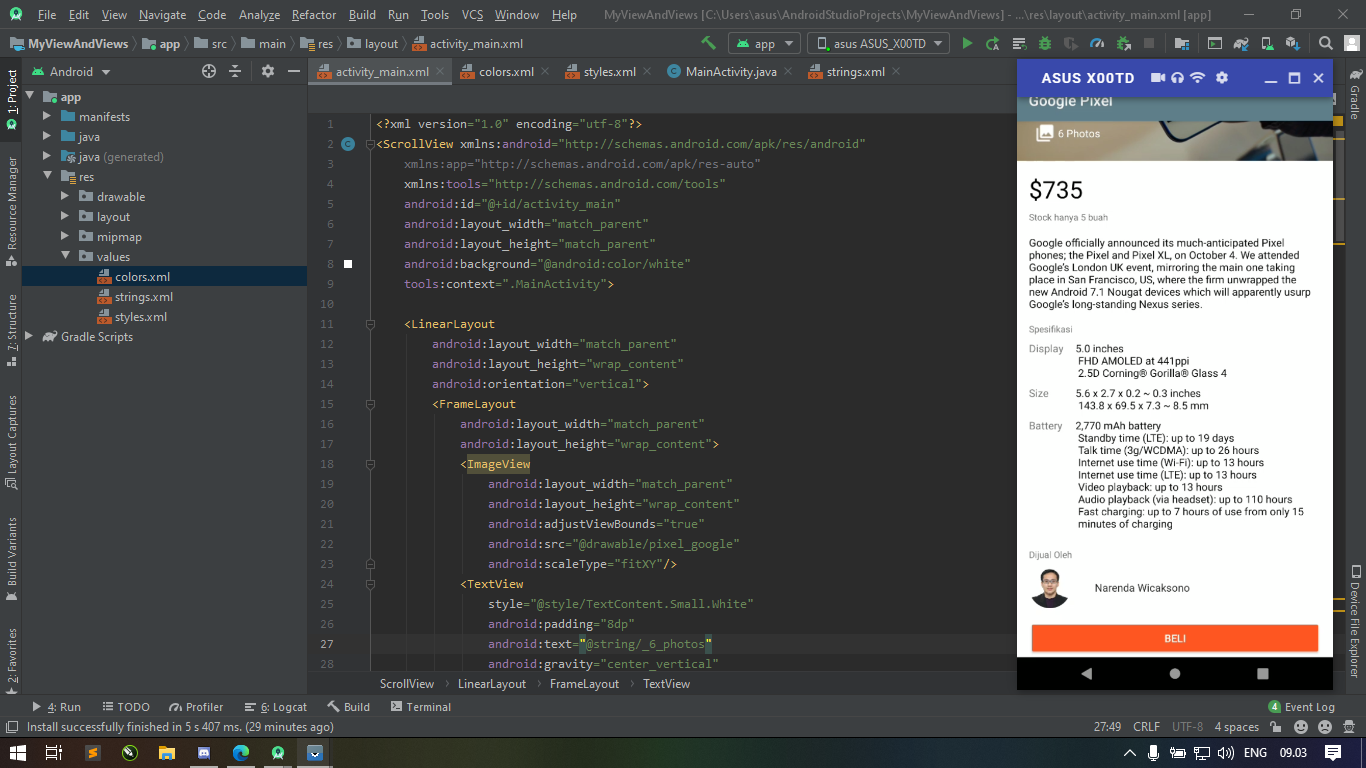 File Edit View Navigate Code Analyze Refactor Build Run Tools VCS Window Help MyViewAndViews [C:\Users\asus\AndroidStudioProjects\MyViewAndViews] - ...\res\layout\activity_main.xml [app]
MyViewAndViews app src main res layout activity_main.xml app asus ASUS_X00TD
Android
activity_main.xml colors.xml styles.xml MainActivity.java strings.xml
1: Project
Resource Manager
7: Structure
Layout Captures
Build Variants
2: Favorites
app
manifests
java
java (generated)
res
drawable
layout
mipmap
values
colors.xml
strings.xml
styles.xml
Gradle Scripts
1 <?xml version="1.0" encoding="utf-8"?>
2 <ScrollView xmlns:android="http://schemas.android.com/apk/res/android"
3 xmlns:app="http://schemas.android.com/apk/res-auto"
4 xmlns:tools="http://schemas.android.com/tools"
5 android:id="@+id/activity_main"
6 android:layout_width="match_parent"
7 android:layout_height="match_parent"
8 android:background="@android:color/white"
9 tools:context=".MainActivity">
10
11 <LinearLayout
12 android:layout_width="match_parent"
13 android:layout_height="wrap_content"
14 android:orientation="vertical">
15 <FrameLayout
16 android:layout_width="match_parent"
17 android:layout_height="wrap_content">
18 <ImageView
19 android:layout_width="match_parent"
20 android:layout_height="wrap_content"
21 android:adjustViewBounds="true"
22 android:src="@drawable/pixel_google"
23 android:scaleType="fitXY"/>
24 <TextView
25 style="@style/TextContent.Small.White"
26 android:padding="8dp"
27 android:text="@string/_6_photos"
28 android:gravity="center_vertical"
ScrollView LinearLayout FrameLayout TextView
ASUS X00TD
Google Pixel
6 Photos
$735
Stock hanya 5 buah
Google officially announced its much-anticipated Pixel
phones; the Pixel and Pixel XL, on October 4. We attended
Google's London UK event, mirroring the main one taking
place in San Francisco, US, where the firm unwrapped the
new Android 7.1 Nougat devices which will apparently usurp
Google's long-standing Nexus series.
Spesifikasi
Display 5.0 inches
FHD AMOLED at 441ppi
2.5D Corning® Gorilla® Glass 4
Size 5.6 x 2.7 x 0.2 ~ 0.3 inches
143.8 x 69.5 x 7.3 ~ 8.5 mm
Battery 2,770 mAh battery
Standby time (LTE): up to 19 days
Talk time (3g/WCDMA): up to 26 hours
Internet use time (Wi-Fi): up to 13 hours
Internet use time (LTE): up to 13 hours
Video playback: up to 13 hours
Audio playback (via headset): up to 110 hours
Fast charging: up to 7 hours of use from only 15
minutes of charging
Dijual Oleh
Narenda Wicaksono
BELI
Gradle
Device File Explorer
4: Run TODO Profiler 6: Logcat Build Terminal 4 Event Log
Install successfully finished in 5 s 407 ms. (29 minutes ago) 27:49 CRLF UTF-8 4 spaces
ENG 09.03